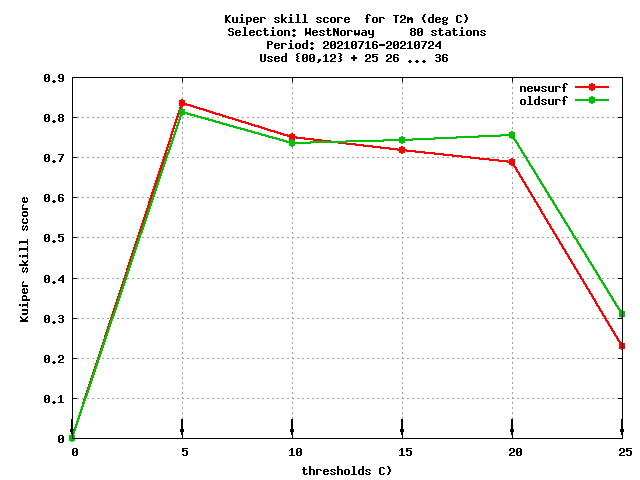 Kuiper skill score  for T2m (deg C)
Selection: WestNorway     80 stations
Period: 20210716-20210724
Used {00,12} + 25 26 ... 36
newsurf
oldsurf
0.9
0.8
0.7
0.6
0.5
0.4
0.3
0.2
0.1
0
Kuiper skill score
0 5 10 15 20 25
thresholds C)